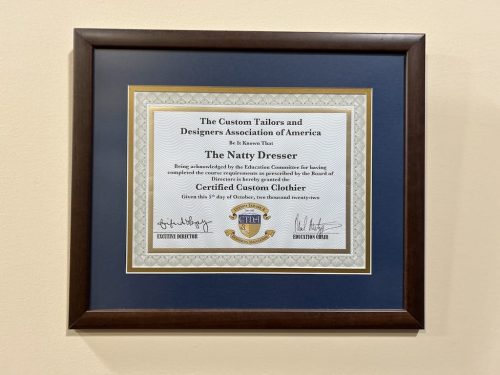 The Custom Tailors and
Designers Association of America
Be It Known That
The Natty Dresser
Being acknowledged by the Education Committee for having
completed the course requirements as prescribed by the Board of
Directors is hereby granted the
Certified Custom Clothier
Given this 5th day of October, two thousand twenty-two
CTDA
EXECUTIVE DIRECTOR
EDUCATION CHAIR